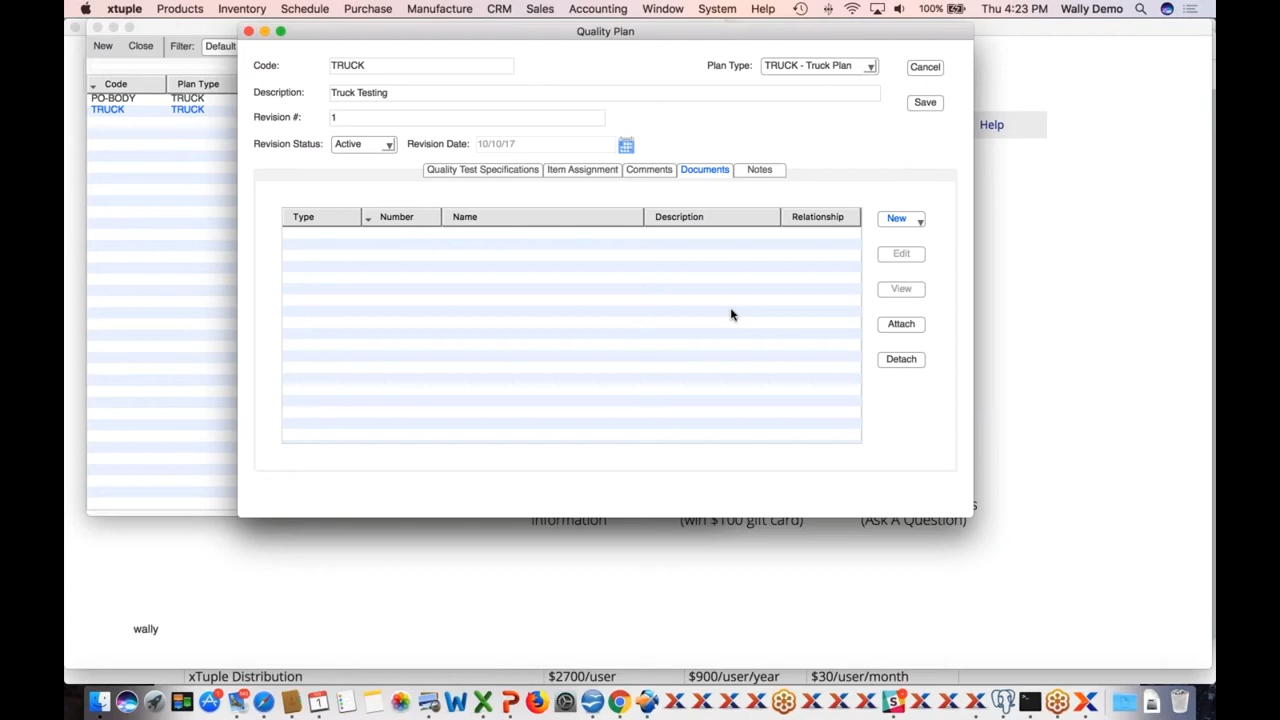 xtuple Products Inventory Schedule Purchase Manufacture CRM Sales Accounting Window System Help 100% Thu 4:23 PM Wally Demo
Quality Plan
New Close Filter: Default
Code Plan Type
PO-BODY TRUCK
TRUCK TRUCK
Code: TRUCK Plan Type: TRUCK - Truck Plan Cancel
Description: Truck Testing
Save
Revision #: 1
Revision Status: Active Revision Date: 10/10/17
Quality Test Specifications Item Assignment Comments Documents Notes
Type Number Name Description Relationship
New
Edit
View
Attach
Detach
Help
information (win $100 gift card) (Ask A Question)
wally
xTuple Distribution $2700/user $900/user/year $30/user/month